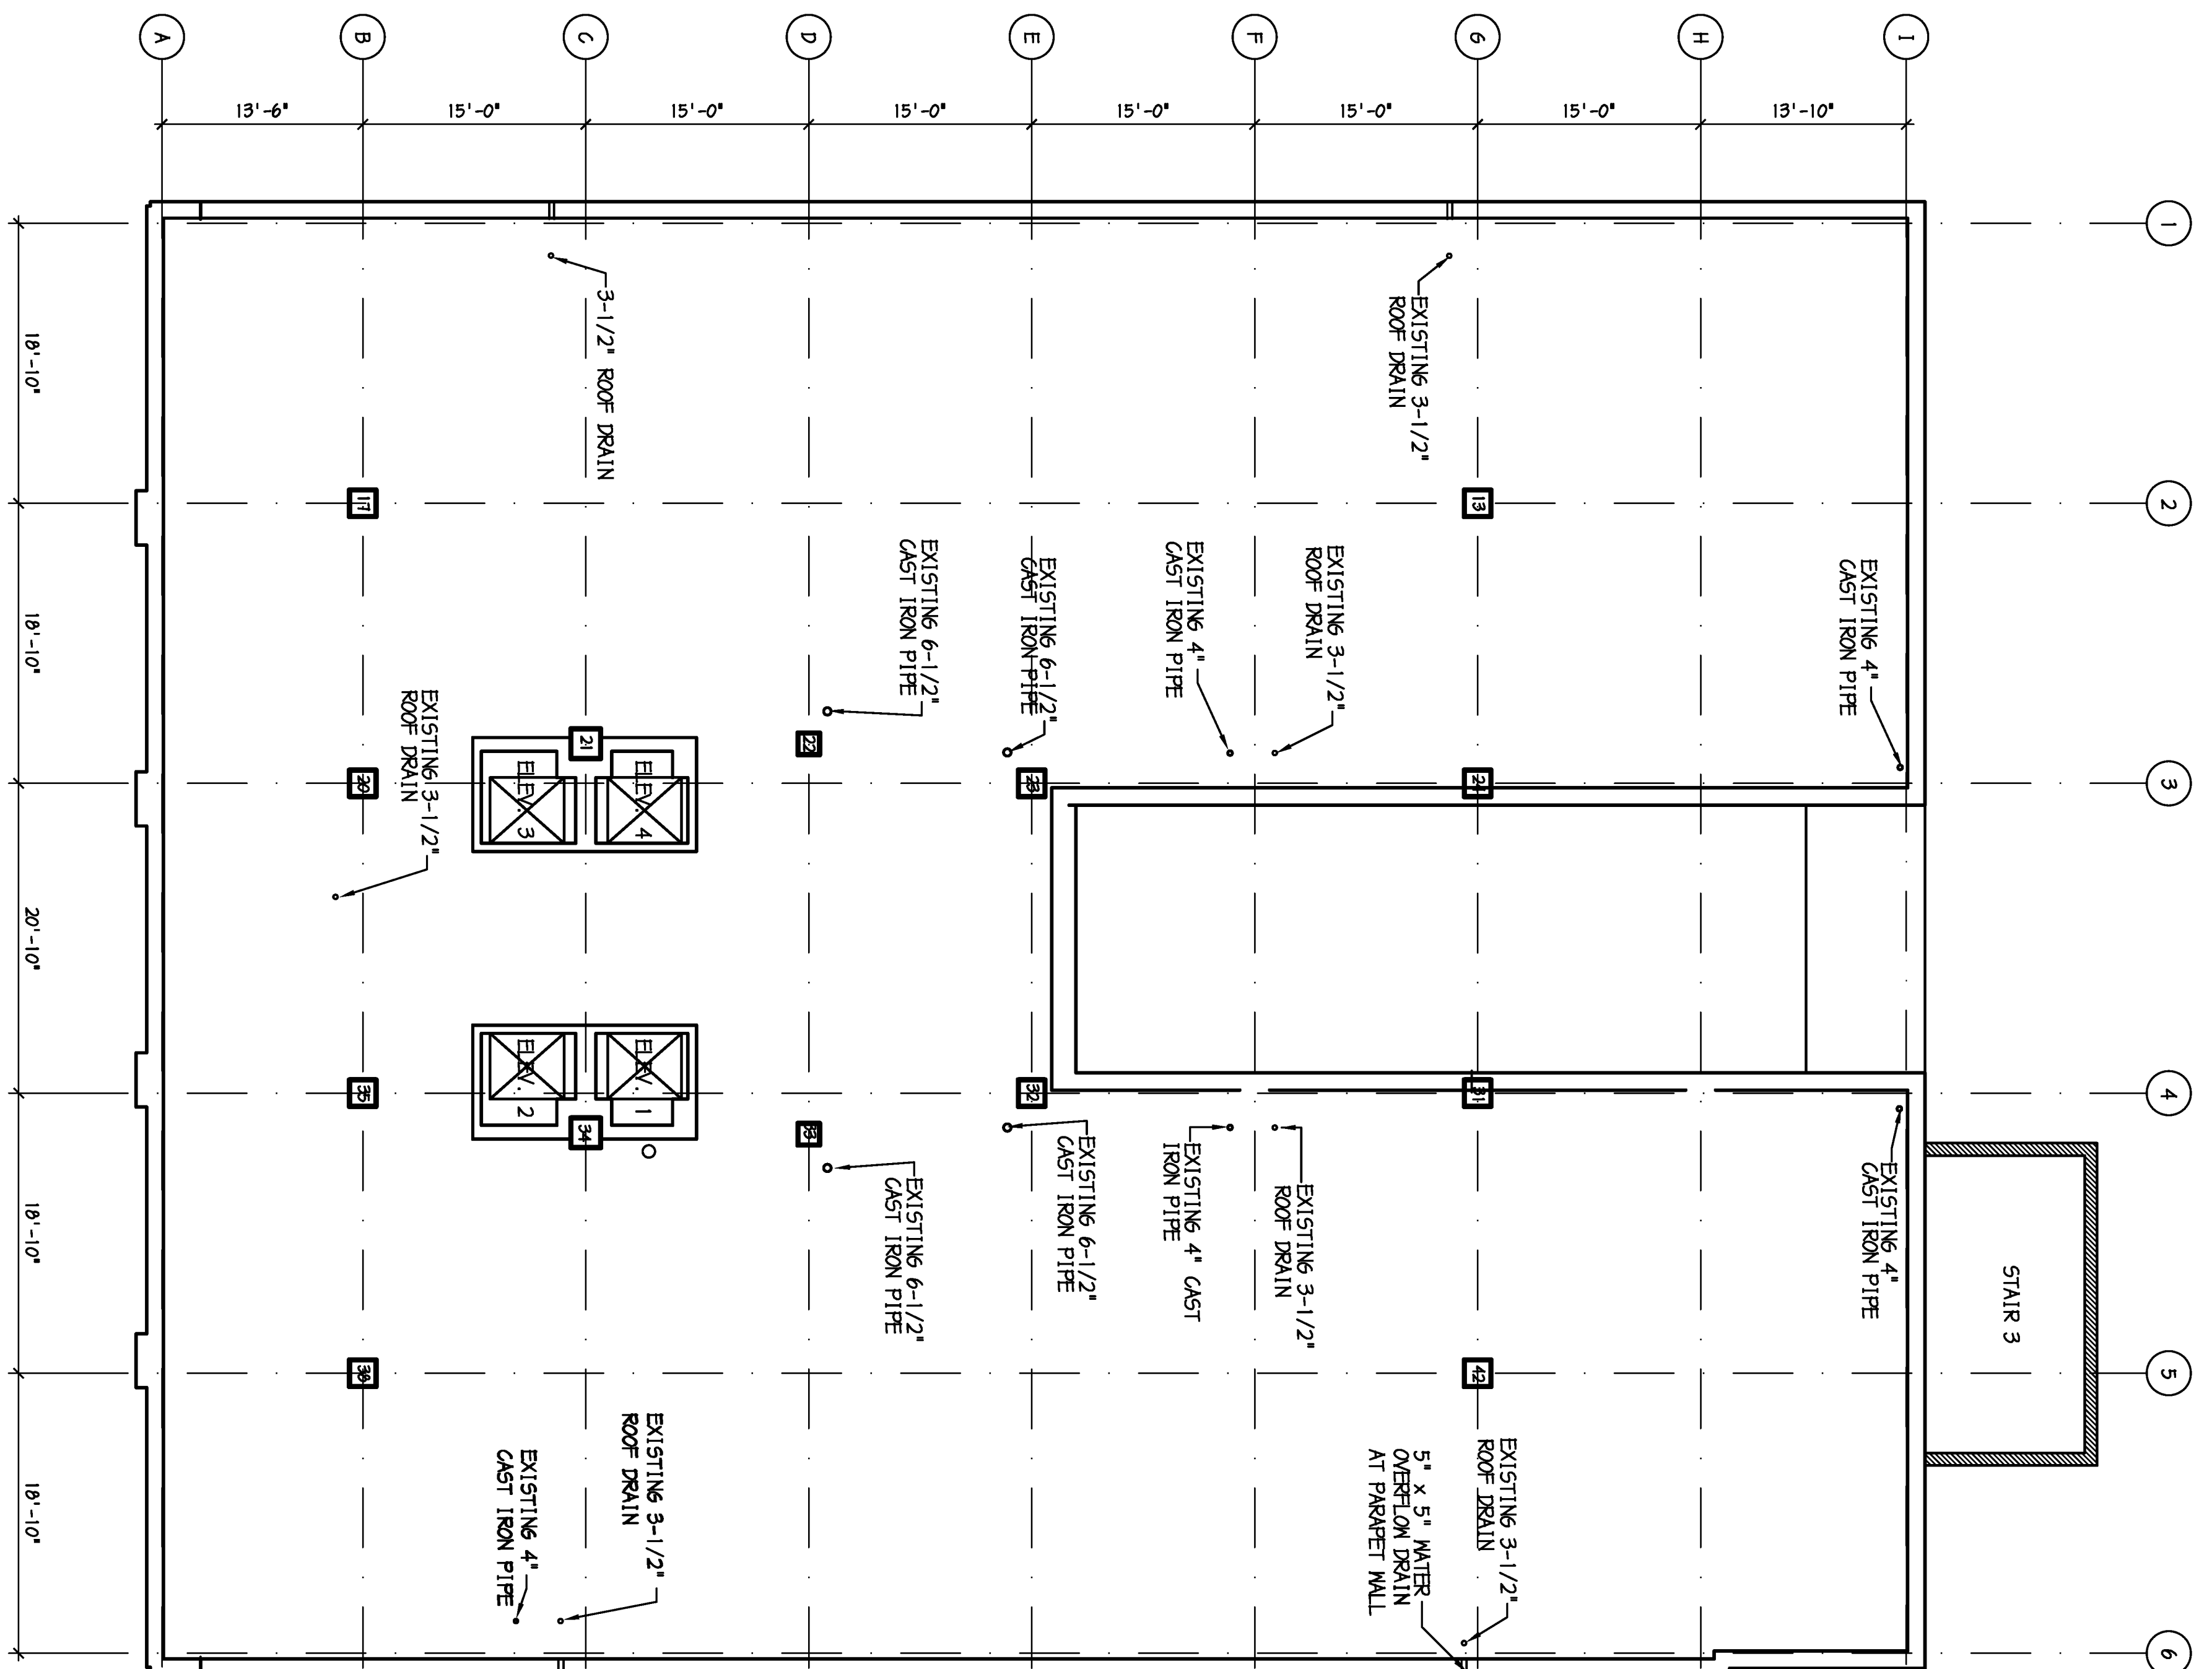 A
B
C
D
E
F
G
H
I
13'-6"
15'-0"
15'-0"
15'-0"
15'-0"
15'-0"
15'-0"
13'-10"
1
2
3
4
5
6
18'-10"
18'-10"
20'-10"
18'-10"
18'-10"
3-1/2" ROOF DRAIN
EXISTING 3-1/2"
ROOF DRAIN
17
13
EXISTING 6-1/2"
CAST IRON PIPE
EXISTING 6-1/2"
CAST IRON PIPE
EXISTING 4"
CAST IRON PIPE
EXISTING 3-1/2"
ROOF DRAIN
EXISTING 4"
CAST IRON PIPE
20
21
22
23
24
ELEV. 3
ELEV. 4
EXISTING 3-1/2"
ROOF DRAIN
ELEV. 2
ELEV. 1
35
34
33
32
31
EXISTING 6-1/2"
CAST IRON PIPE
EXISTING 6-1/2"
CAST IRON PIPE
EXISTING 4" CAST
IRON PIPE
EXISTING 3-1/2"
ROOF DRAIN
EXISTING 4"
CAST IRON PIPE
STAIR 3
38
42
EXISTING 4"
CAST IRON PIPE
EXISTING 3-1/2"
ROOF DRAIN
5" x 5" WATER
OVERFLOW DRAIN
AT PARAPET WALL
EXISTING 3-1/2"
ROOF DRAIN